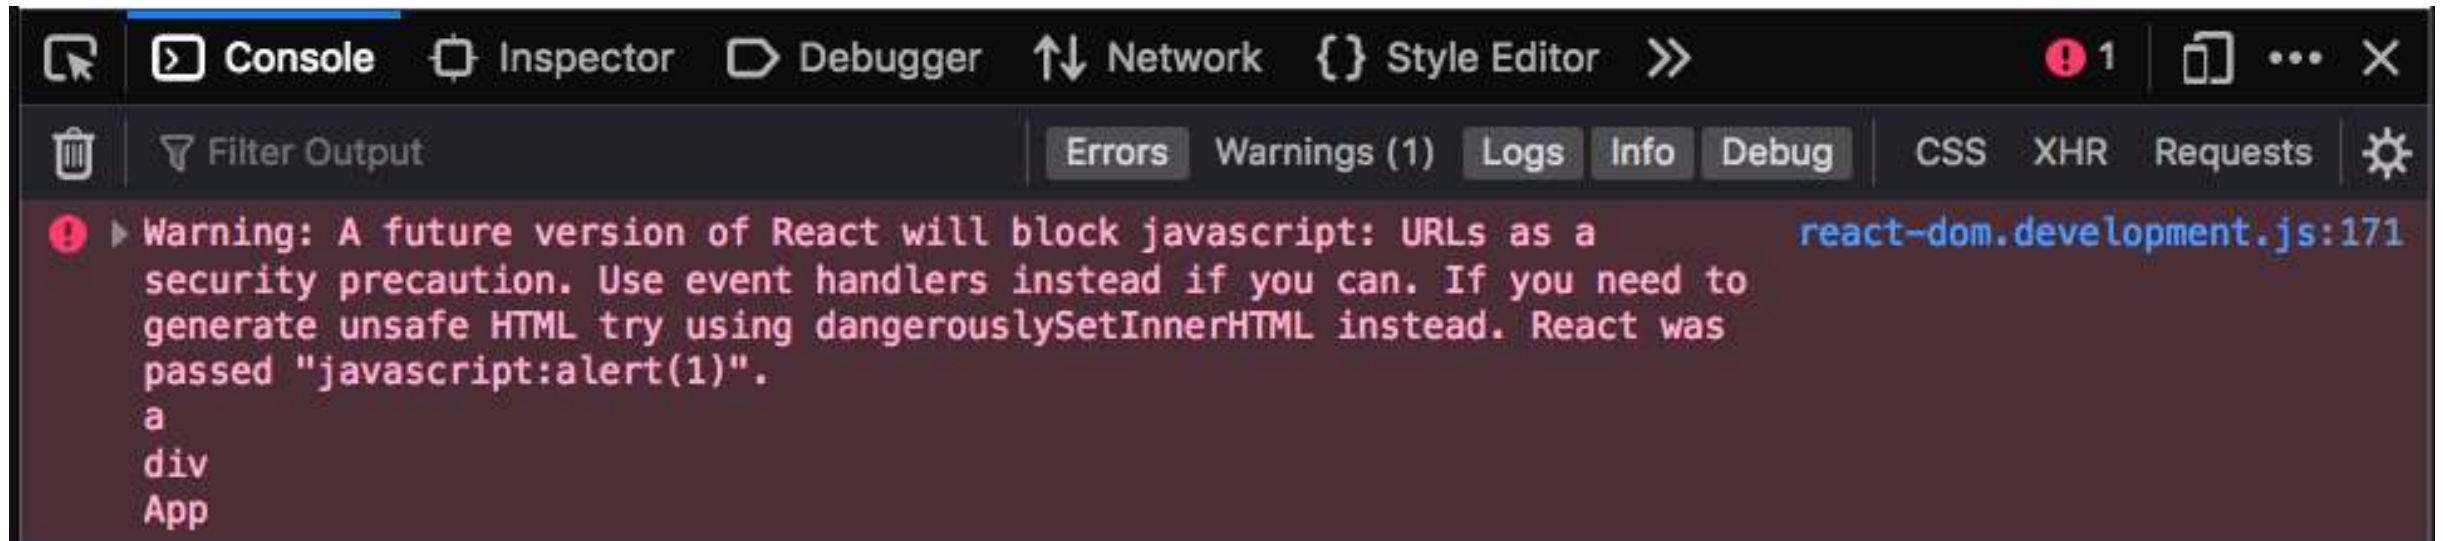 Console Inspector Debugger Network {} Style Editor 1
Filter Output Errors Warnings (1) Logs Info Debug CSS XHR Requests
Warning: A future version of React will block javascript: URLs as a react-dom.development.js:171
security precaution. Use event handlers instead if you can. If you need to
generate unsafe HTML try using dangerouslySetInnerHTML instead. React was
passed "javascript:alert(1)".
a
div
App